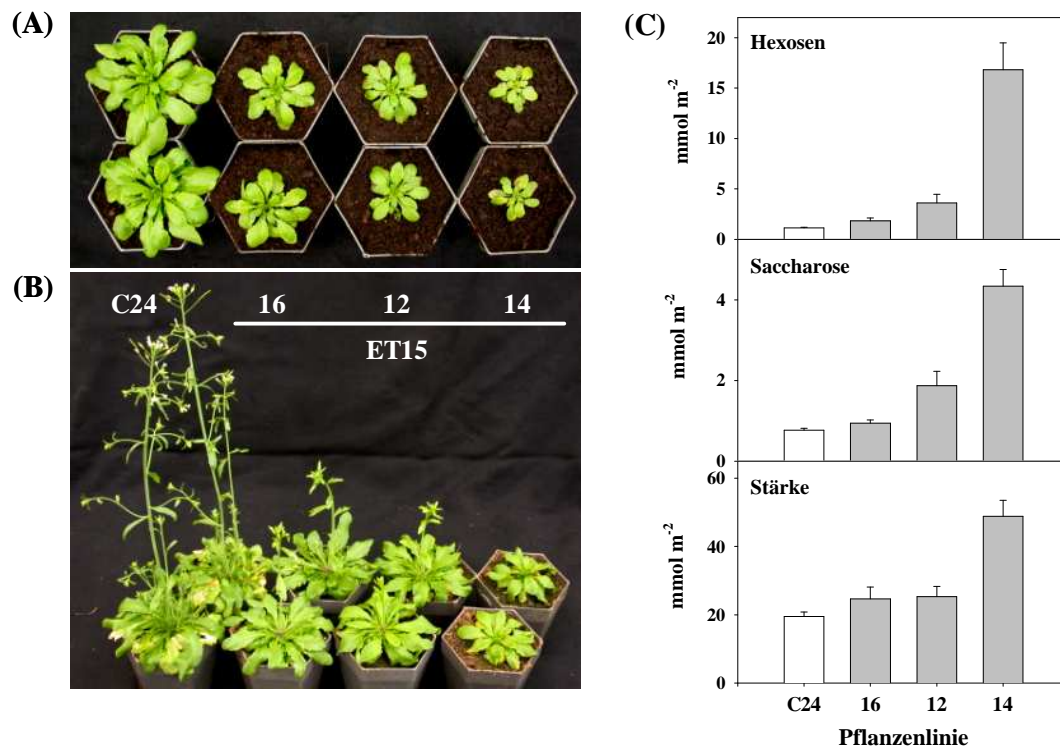 (A)
(B)
C24 16 12 14
ET15
(C)
Hexosen
mmol m-2
20
15
10
5
0
Saccharose
mmol m-2
4
2
0
Stärke
mmol m-2
60
40
20
0
C24 16 12 14
Pflanzenlinie